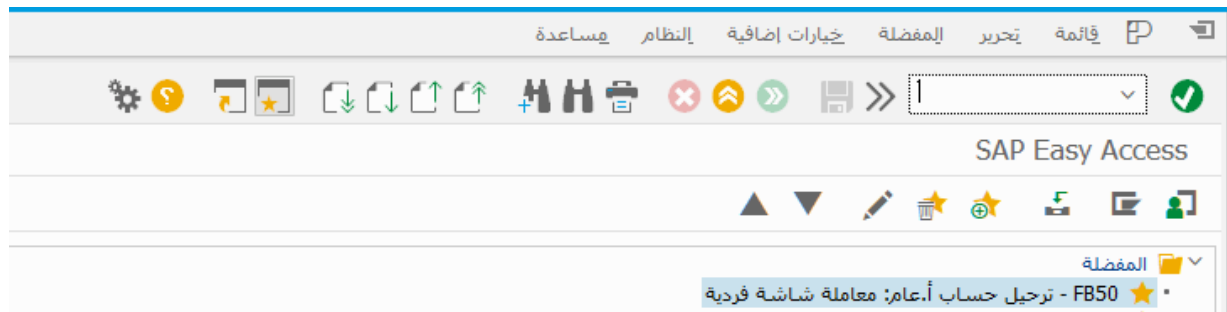 قائمة تحرير المفضلة خيارات إضافية النظام مساعدة
1
SAP Easy Access
المفضلة
FB50 - ترحيل حساب أ.عام: معاملة شاشة فردية